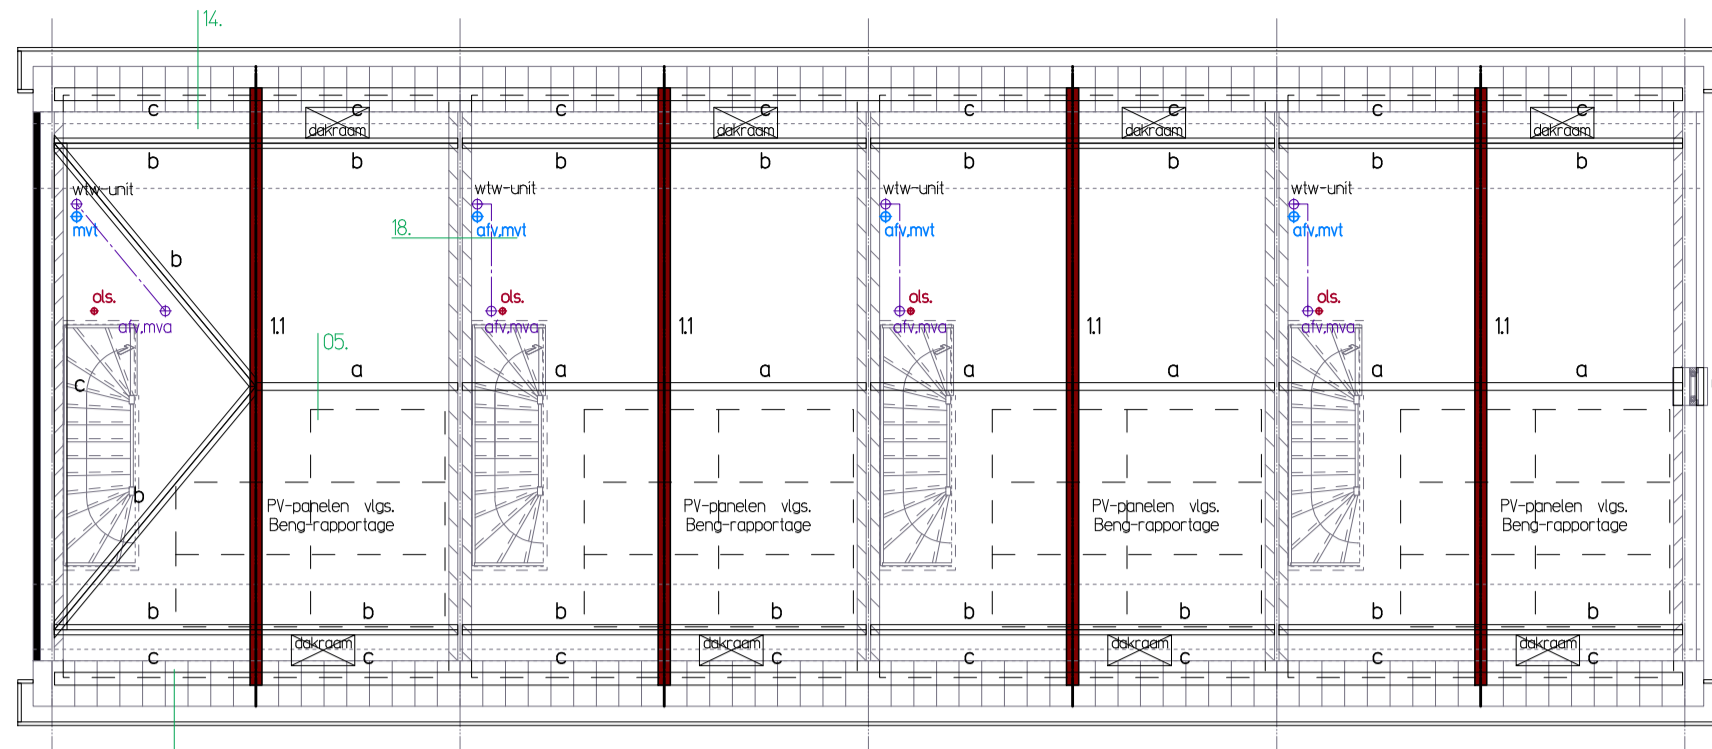 14.
c c c c c c c c
dakraam dakraam dakraam dakraam
b b b b b b b b
wtw-unit wtw-unit wtw-unit wtw-unit
mvt afv.mvt afv.mvt afv.mvt
18.
b
ols. ols. ols. ols.
afv.mva afv.mva afv.mva afv.mva
1.1 1.1 1.1 1.1
05.
a a a a a a a
c
b
PV-panelen vlgs. PV-panelen vlgs. PV-panelen vlgs. PV-panelen vlgs.
Beng-rapportage Beng-rapportage Beng-rapportage Beng-rapportage
b b b b b b b b
dakraam dakraam dakraam dakraam
c c c c c c c c